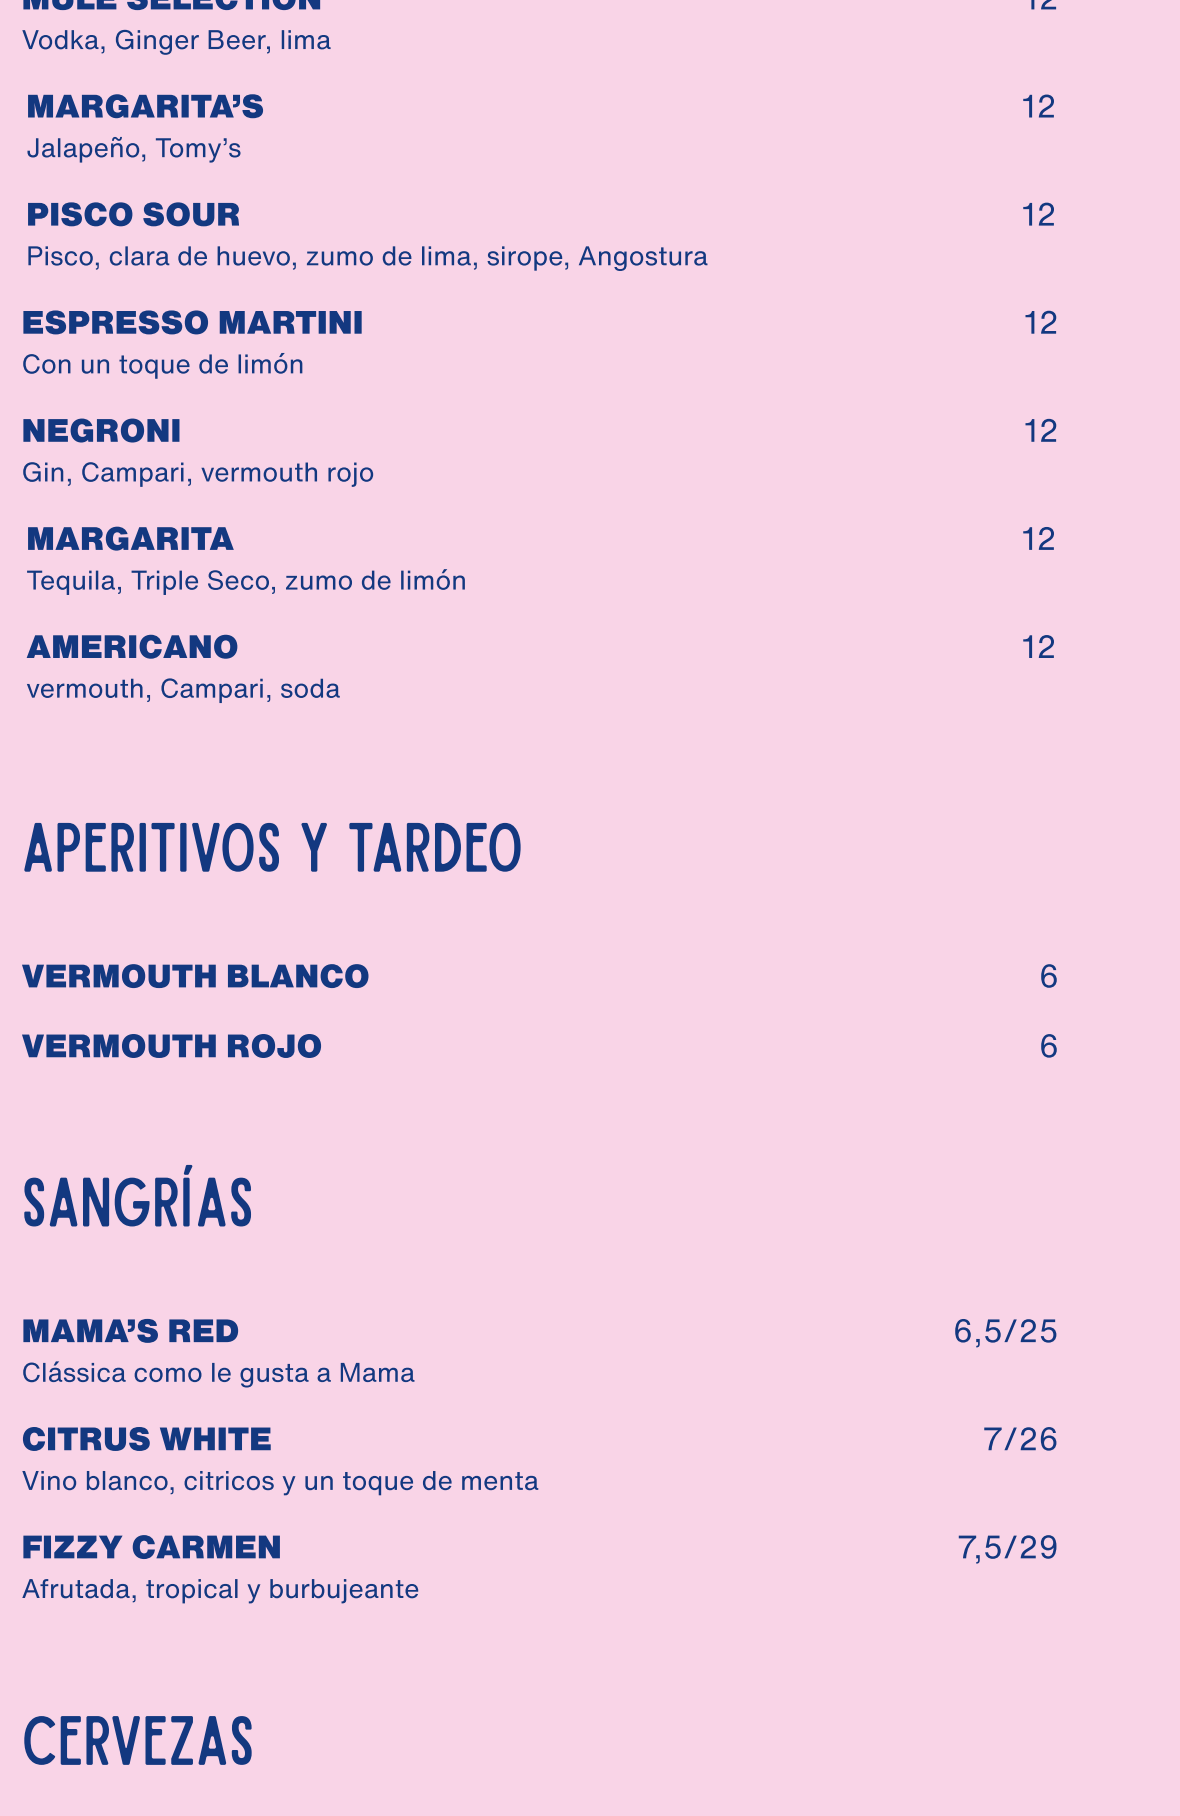 MULE SELECTION 12
Vodka, Ginger Beer, lima
MARGARITA’S 12
Jalapeño, Tomy’s
PISCO SOUR 12
Pisco, clara de huevo, zumo de lima, sirope, Angostura
ESPRESSO MARTINI 12
Con un toque de limón
NEGRONI 12
Gin, Campari, vermouth rojo
MARGARITA 12
Tequila, Triple Seco, zumo de limón
AMERICANO 12
vermouth, Campari, soda
APERITIVOS Y TARDEO
VERMOUTH BLANCO 6
VERMOUTH ROJO 6
SANGRÍAS
MAMA’S RED 6,5/25
Clássica como le gusta a Mama
CITRUS WHITE 7/26
Vino blanco, citricos y un toque de menta
FIZZY CARMEN 7,5/29
Afrutada, tropical y burbujeante
CERVEZAS